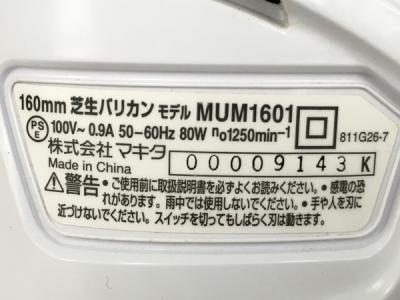 160mm 芝生バリカン モデル MUM1601
PS E 100V~ 0.9A 50-60Hz 80W no1250min-1
811G26-7
株式会社 マキタ
Made in China
00009143 K
⚠警告 ・ご使用前に取扱説明書を必ずよくお読みください。・感電の恐
れがあります。雨中では使用しないでください。・手や人を刃に
近づけないでください。スイッチを切ってもしばらく刃は動きます。